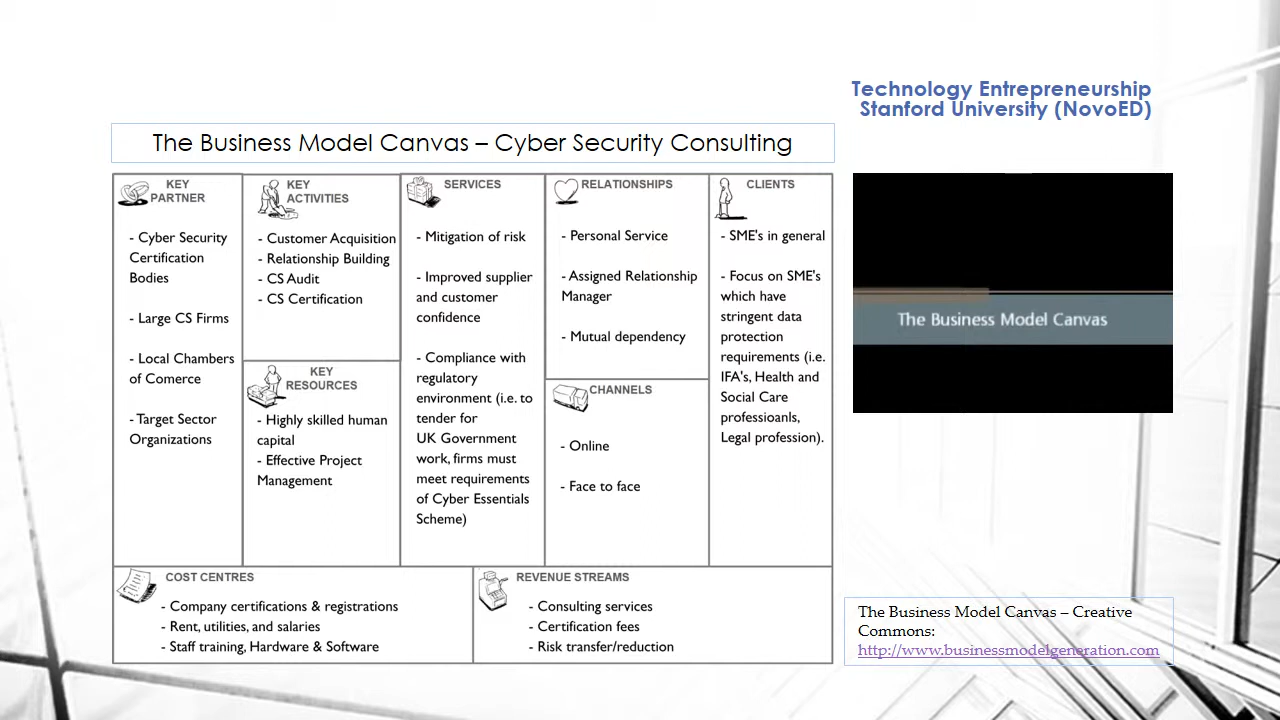 Technology Entrepreneurship
Stanford University (NovoED)
The Business Model Canvas – Cyber Security Consulting
KEY
PARTNER
- Cyber Security
Certification
Bodies
- Large CS Firms
- Local Chambers
of Comerce
- Target Sector
Organizations
KEY
ACTIVITIES
- Customer Acquisition
- Relationship Building
- CS Audit
- CS Certification
KEY
RESOURCES
- Highly skilled human
capital
- Effective Project
Management
SERVICES
- Mitigation of risk
- Improved supplier
and customer
confidence
- Compliance with
regulatory
environment (i.e. to
tender for
UK Government
work, firms must
meet requirements
of Cyber Essentials
Scheme)
RELATIONSHIPS
- Personal Service
- Assigned Relationship
Manager
- Mutual dependency
CHANNELS
- Online
- Face to face
CLIENTS
- SME's in general
- Focus on SME's
which have
stringent data
protection
requirements (i.e.
IFA's, Health and
Social Care
professioanls,
Legal profession).
COST CENTRES
- Company certifications & registrations
- Rent, utilities, and salaries
- Staff training, Hardware & Software
REVENUE STREAMS
- Consulting services
- Certification fees
- Risk transfer/reduction
The Business Model Canvas
The Business Model Canvas – Creative
Commons:
http://www.businessmodelgeneration.com